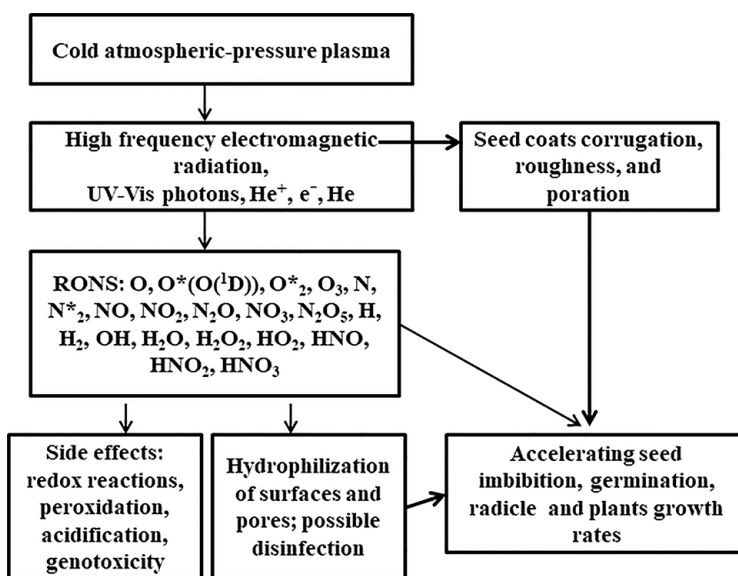 Cold atmospheric-pressure plasma
High frequency electromagnetic
radiation,
UV-Vis photons, He⁺, e⁻, He
Seed coats corrugation,
roughness, and
poration
RONS: O, O*(O(¹D)), O*₂, O₃, N,
N*₂, NO, NO₂, N₂O, NO₃, N₂O₅, H,
H₂, OH, H₂O, H₂O₂, HO₂, HNO,
HNO₂, HNO₃
Side effects:
redox reactions,
peroxidation,
acidification,
genotoxicity
Hydrophilization
of surfaces and
pores; possible
disinfection
Accelerating seed
imbibition, germination,
radicle and plants growth
rates